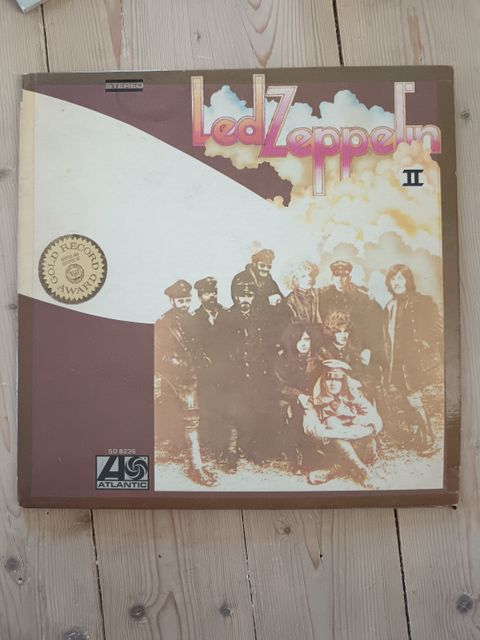 STEREO
Led Zeppelin
II
GOLD RECORD
AWARD
SD 8236
ATLANTIC